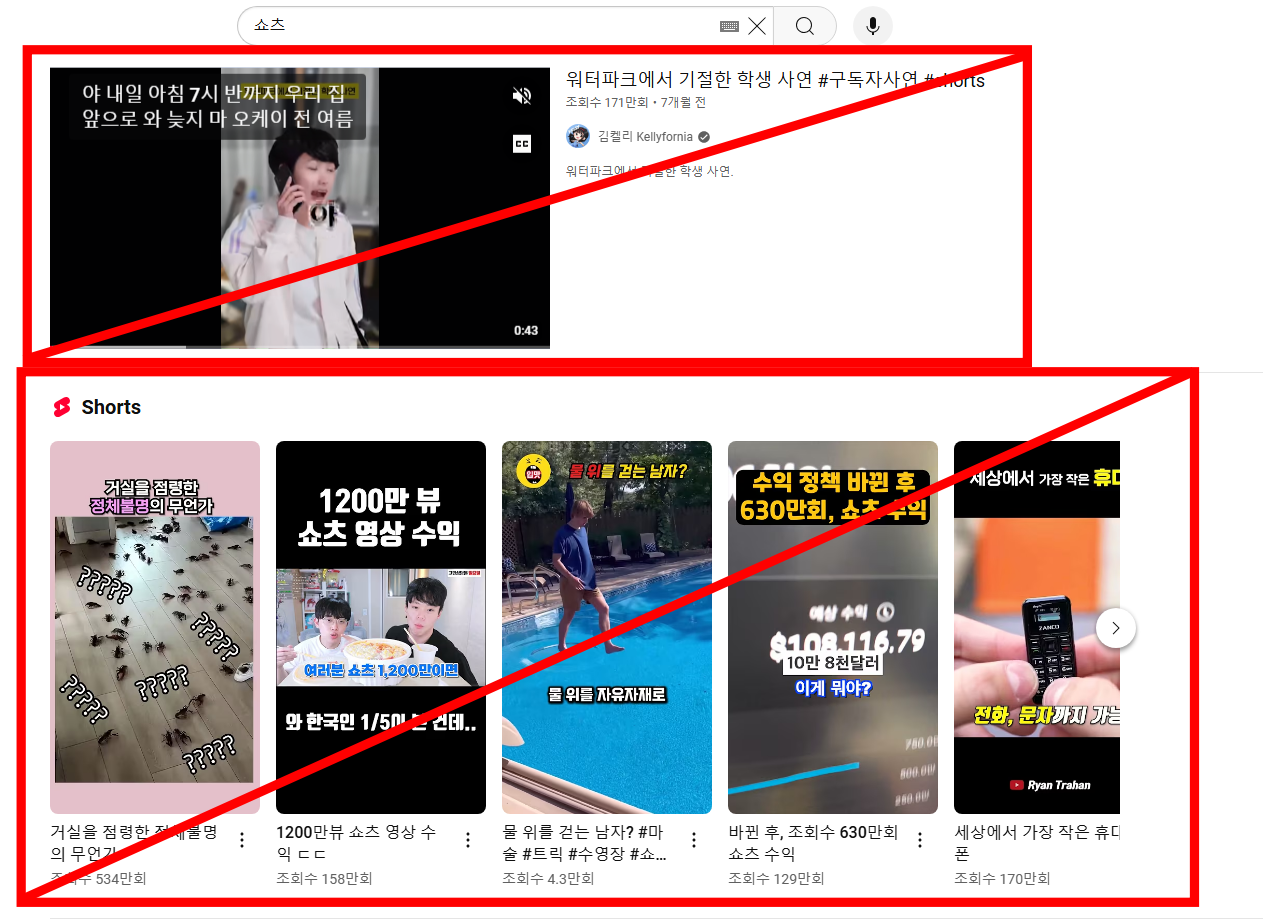 쇼츠
야 내일 아침 7시 반까지 우리 집
앞으로 와 늦지 마 오케이 전 여름
야
CC
0:43
워터파크에서 기절한 학생 사연 #구독자사연 #shorts
조회수 171만회 • 7개월 전
김켈리 Kellyfornia
워터파크에서 기절한 학생 사연.
Shorts
거실을 점령한
정체불명의 무언가
?????
?????
?????
?????
?????
거실을 점령한 정체불명
의 무언가
조회수 534만회
1200만 뷰
쇼츠 영상 수익
여러분 쇼츠 1,200만이면
와 한국인 1/5이 본 건데..
1200만뷰 쇼츠 영상 수
익 ㄷㄷ
조회수 158만회
물 위를 걷는 남자?
물 위를 자유자재로
물 위를 걷는 남자? #마
술 #트릭 #수영장 #쇼...
조회수 4.3만회
수익 정책 바뀐 후
630만회, 쇼츠 수익
예상 수익
$108,116.79
10만 8천달러
이게 뭐야?
바뀐 후, 조회수 630만회
쇼츠 수익
조회수 129만회
세상에서 가장 작은 휴대
ZANCO
전화, 문자까지 가능
Ryan Trahan
세상에서 가장 작은 휴대
폰
조회수 170만회